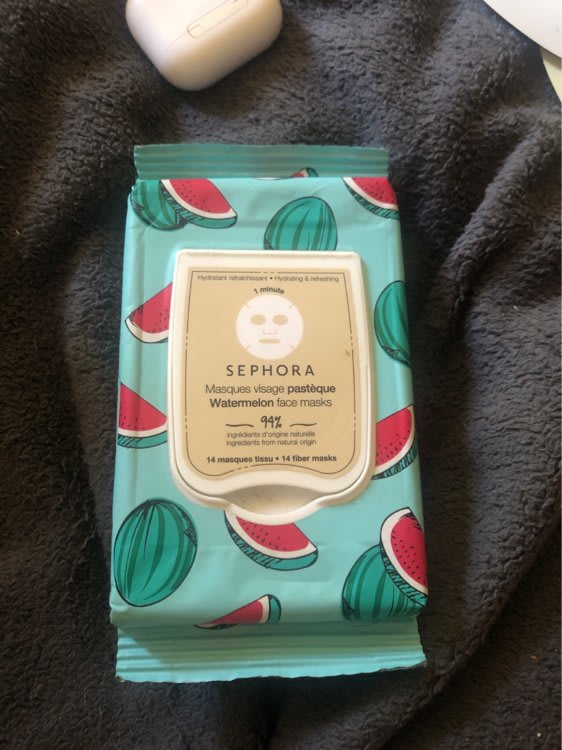 Hydratant rafraîchissant • Hydrating & refreshing
1 minute
SEPHORA
Masques visage pastèque
Watermelon face masks
94%
ingrédients d'origine naturelle
ingredients from natural origin
14 masques tissu • 14 fiber masks